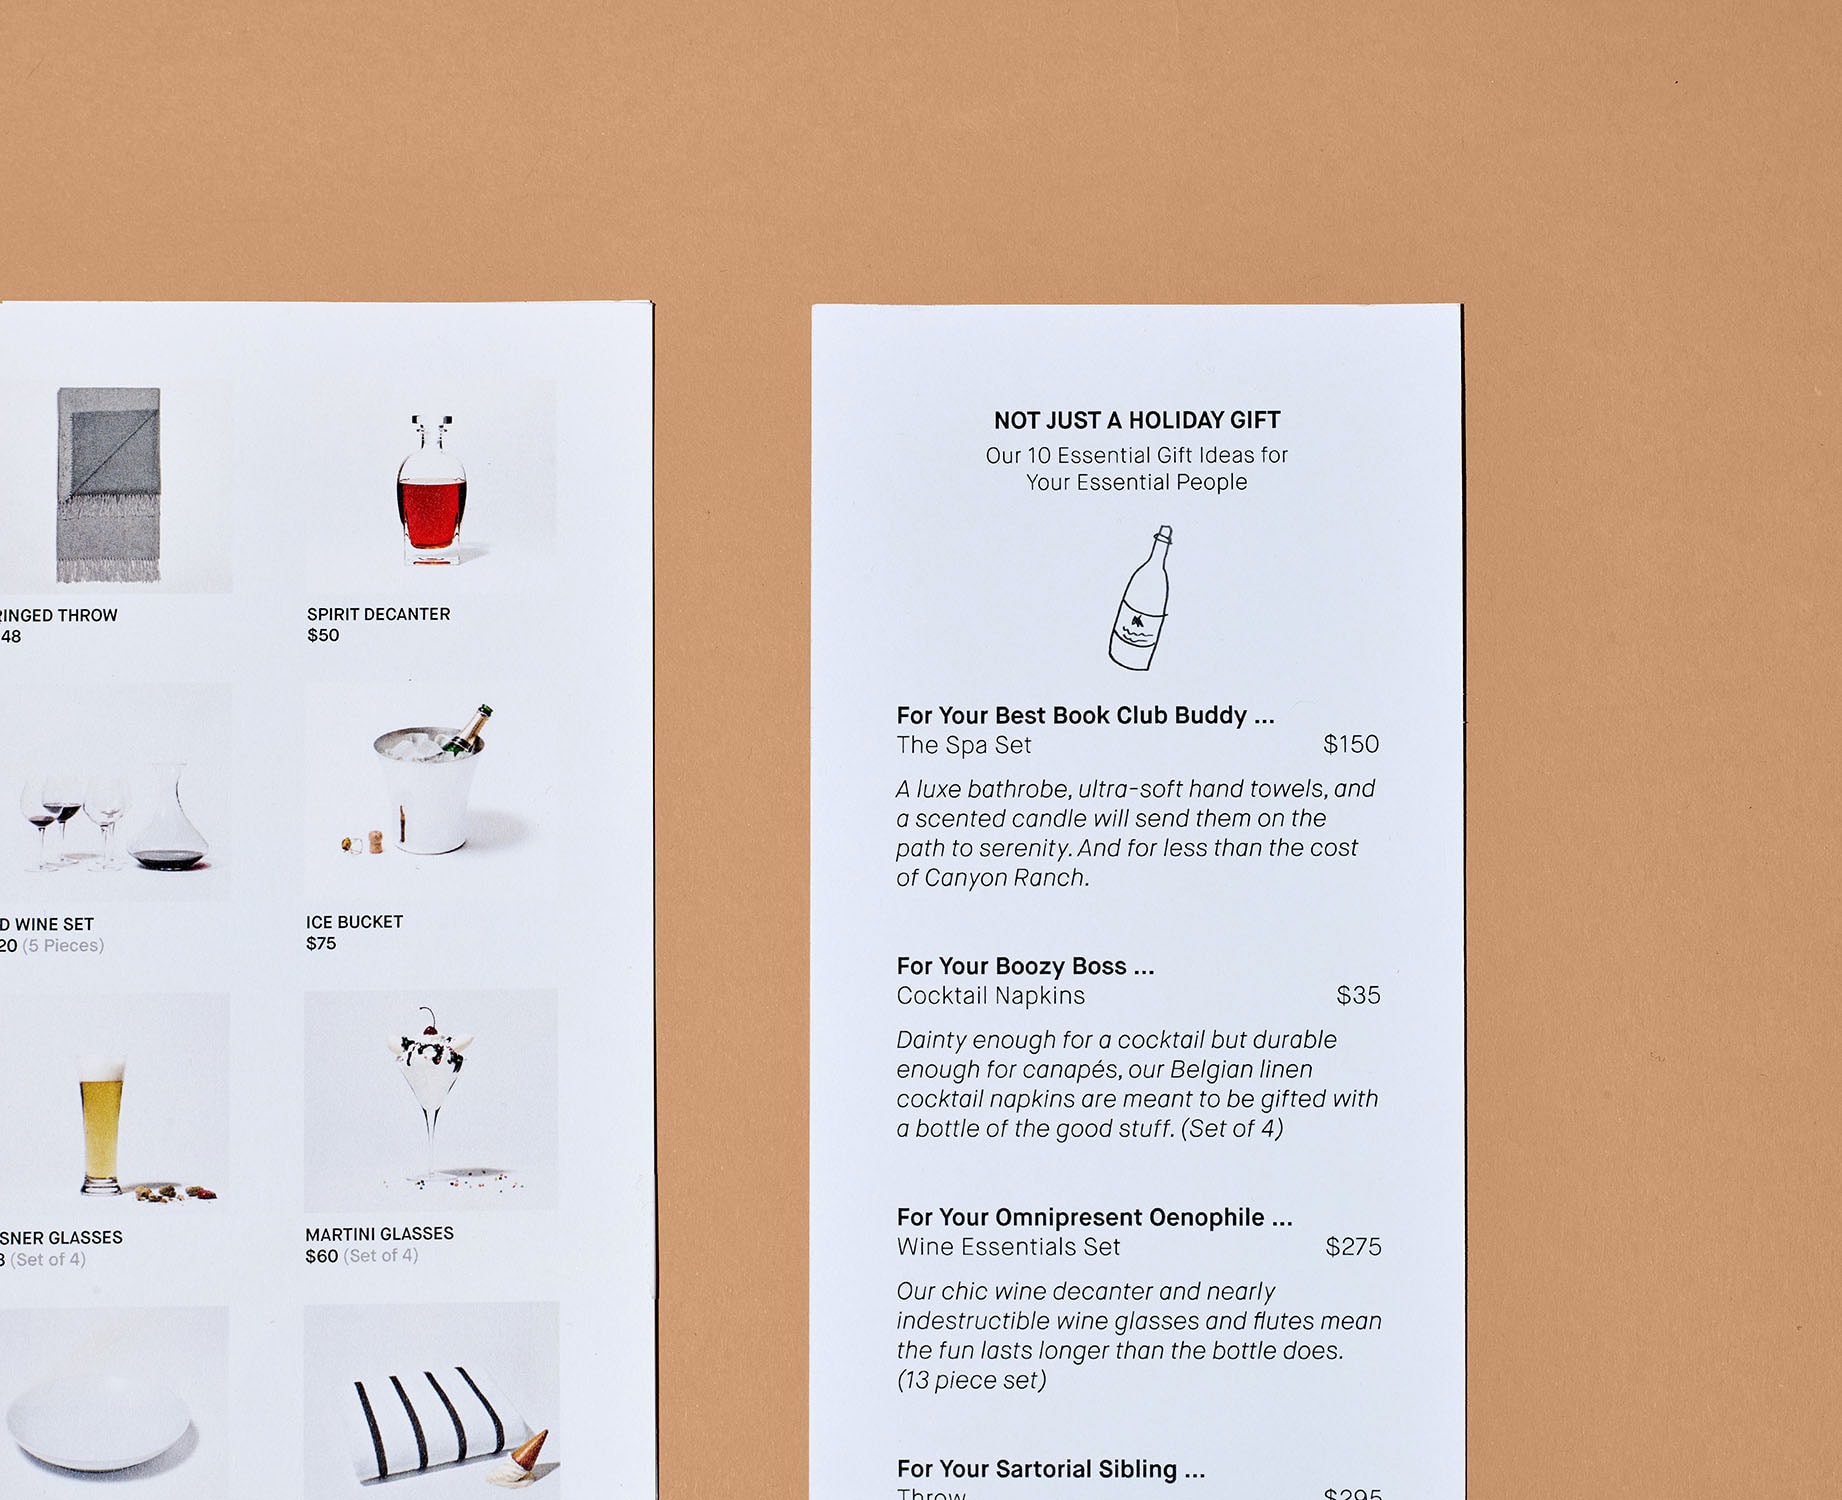 RINGED THROW
48
SPIRIT DECANTER
$50
D WINE SET
20 (5 Pieces)
ICE BUCKET
$75
SNER GLASSES
(Set of 4)
MARTINI GLASSES
$60 (Set of 4)
NOT JUST A HOLIDAY GIFT
Our 10 Essential Gift Ideas for
Your Essential People
For Your Best Book Club Buddy ...
The Spa Set $150
A luxe bathrobe, ultra-soft hand towels, and
a scented candle will send them on the
path to serenity. And for less than the cost
of Canyon Ranch.
For Your Boozy Boss ...
Cocktail Napkins $35
Dainty enough for a cocktail but durable
enough for canapés, our Belgian linen
cocktail napkins are meant to be gifted with
a bottle of the good stuff. (Set of 4)
For Your Omnipresent Oenophile ...
Wine Essentials Set $275
Our chic wine decanter and nearly
indestructible wine glasses and flutes mean
the fun lasts longer than the bottle does.
(13 piece set)
For Your Sartorial Sibling ...
Throw $295